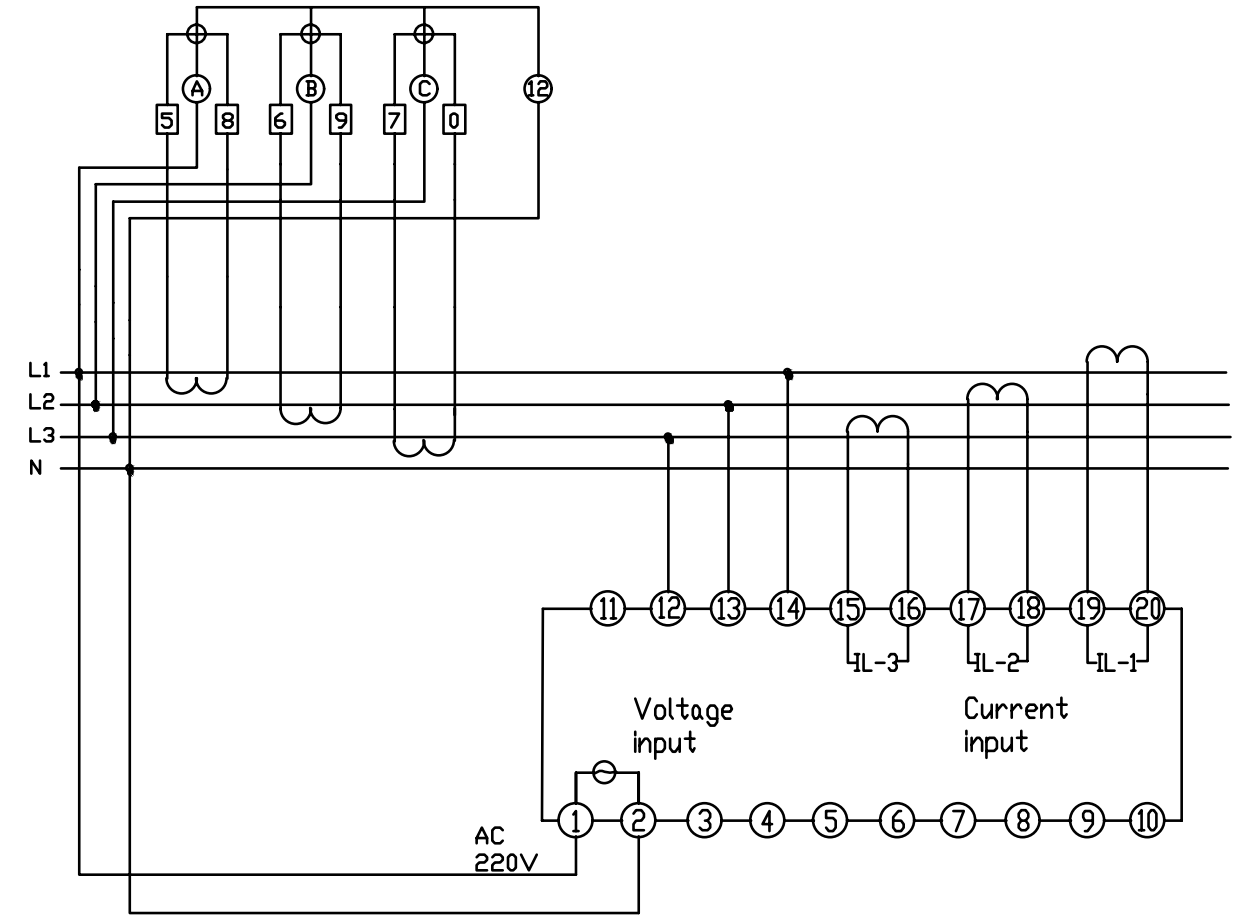 A B C 12
5 8 6 9 7 0
L1
L2
L3
N
11 12 13 14 15 16 17 18 19 20
IL-3 IL-2 IL-1
Voltage
input
Current
input
1 2 3 4 5 6 7 8 9 10
AC
220V